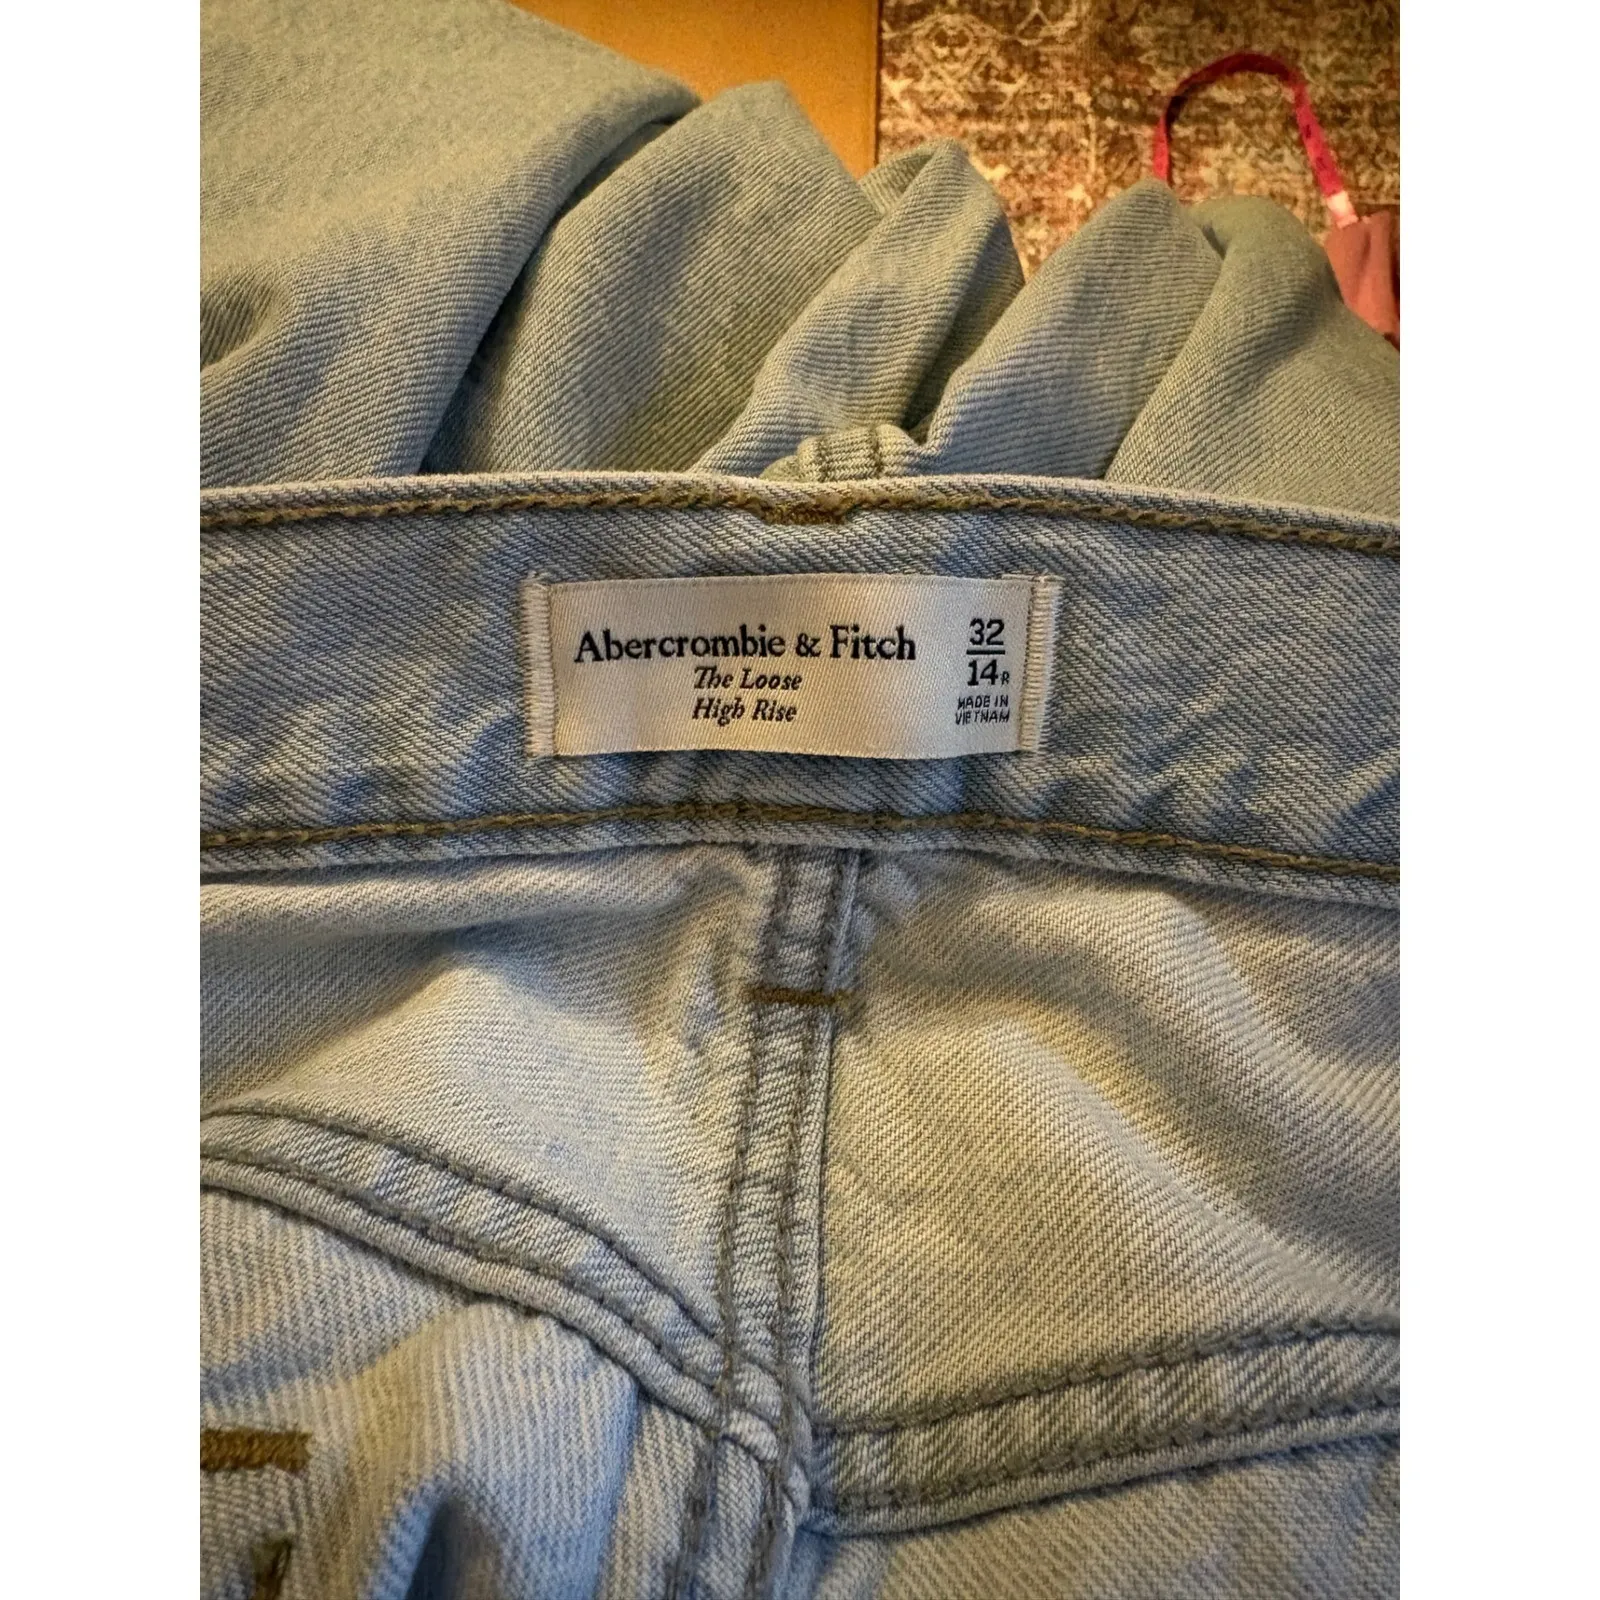 Abercrombie & Fitch
The Loose
High Rise
32
14R
MADE IN
VIETNAM